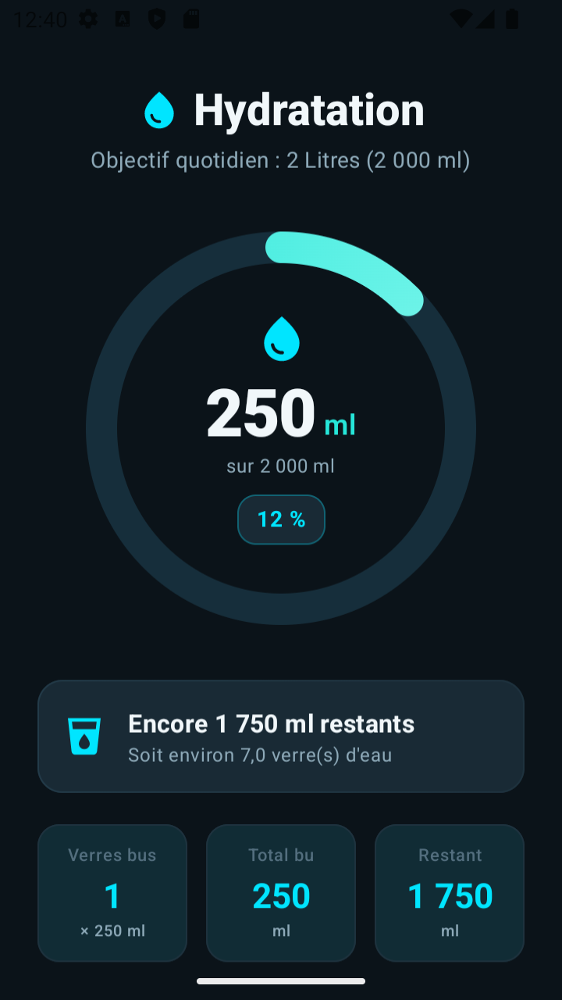 12:40
Hydratation
Objectif quotidien : 2 Litres (2 000 ml)
250 ml
sur 2 000 ml
12 %
Encore 1 750 ml restants
Soit environ 7,0 verre(s) d'eau
Verres bus
1
× 250 ml
Total bu
250
ml
Restant
1 750
ml